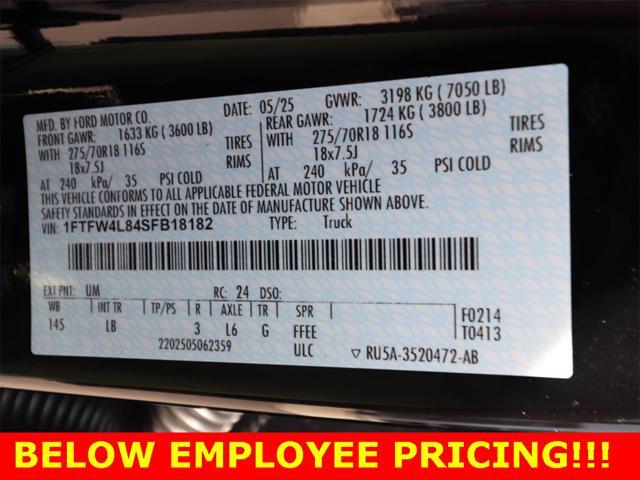 MFD. BY FORD MOTOR CO. DATE: 05/25 GVWR: 3198 KG ( 7050 LB)
FRONT GAWR: 1633 KG ( 3600 LB) REAR GAWR: 1724 KG ( 3800 LB)
WITH 275/70R18 116S TIRES WITH 275/70R18 116S TIRES
18x7.5J RIMS 18x7.5J RIMS
AT 240 kPa/ 35 PSI COLD AT 240 kPa/ 35 PSI COLD
THIS VEHICLE CONFORMS TO ALL APPLICABLE FEDERAL MOTOR VEHICLE
SAFETY STANDARDS IN EFFECT ON THE DATE OF MANUFACTURE SHOWN ABOVE.
VIN: 1FTFW4L84SFB18182 TYPE: Truck
EXT PNT: UM RC: 24 DSO:
WB INT TR TP/PS R AXLE TR SPR F0214
145 LB 3 L6 G FFEE T0413
2202505062359 ULC ▽ RU5A-3520472-AB
BELOW EMPLOYEE PRICING!!!